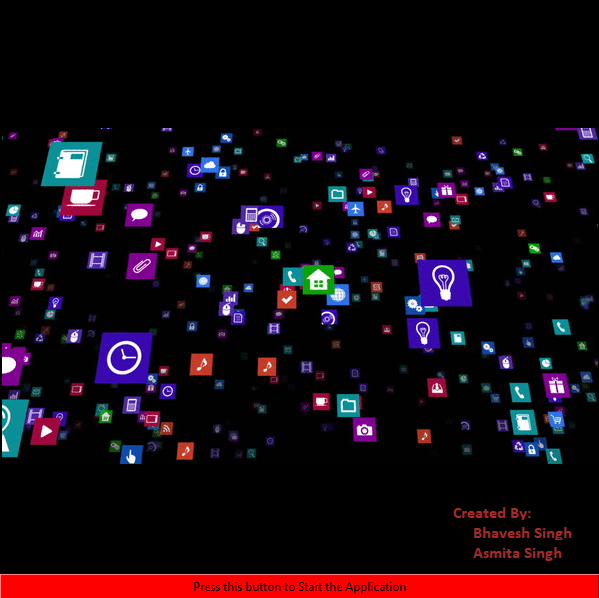 Created By:
Bhavesh Singh
Asmita Singh
Press this button to Start the Application